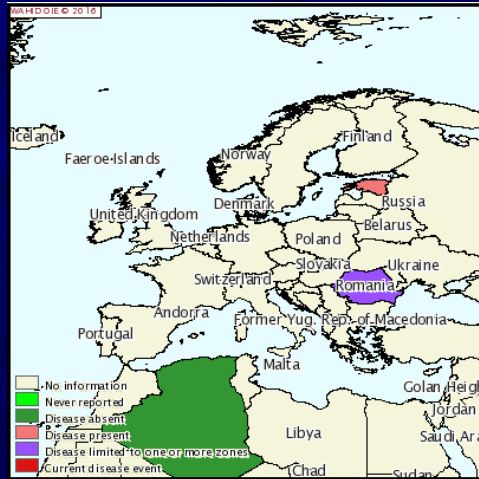 WAHIDOIE © 2016
Iceland
Faeroe Islands
Norway
Finland
United Kingdom
Denmark
Russia
Netherlands
Poland
Belarus
Switzerland
Slovakia
Ukraine
Romania
Andorra
Former Yug. Rep. of Macedonia
Portugal
Malta
Golan Heigh
Jordan
Libya
Saudi Ara
Chad
Sudan
No information
Never reported
Disease absent
Disease present
Disease limited to one or more zones
Current disease event